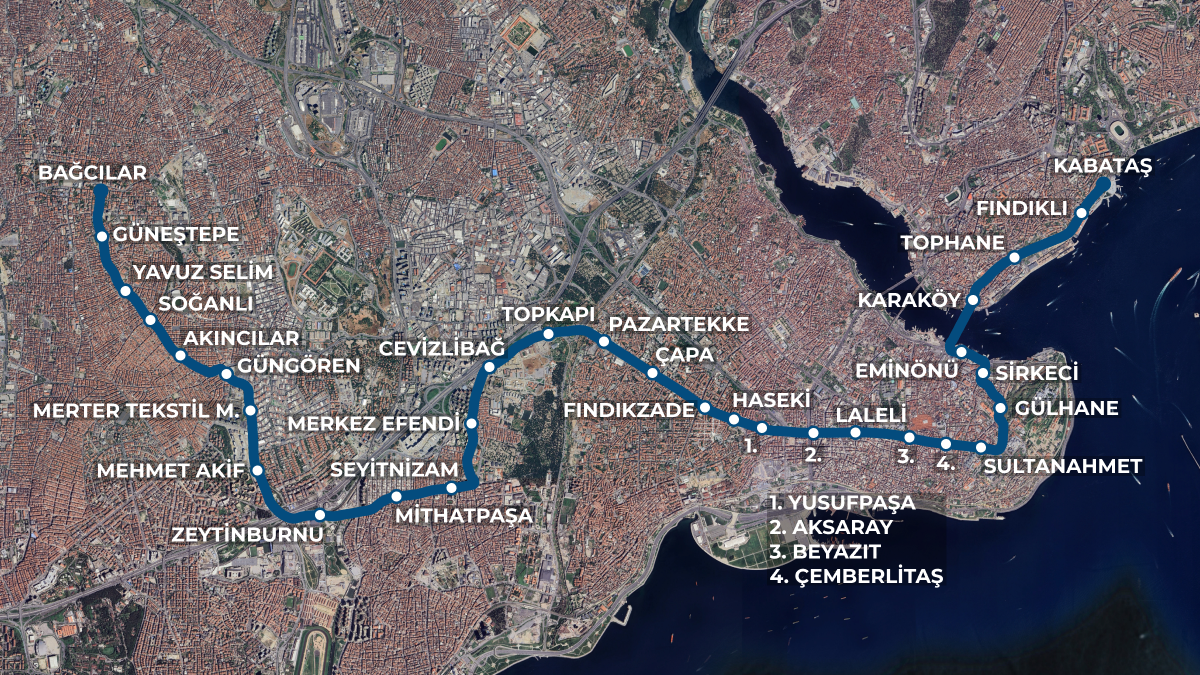 BAĞCILAR
GÜNEŞTEPE
YAVUZ SELİM
SOĞANLI
AKINCILAR
GÜNGÖREN
MERTER TEKSTİL M.
MEHMET AKİF
ZEYTİNBURNU
MİTHATPAŞA
SEYİTNİZAM
MERKEZ EFENDİ
CEVİZLİBAĞ
TOPKAPI
PAZARTEKKE
ÇAPA
FINDIKZADE
HASEKİ
1.
2.
LALELİ
3.
4.
SULTANAHMET
GÜLHANE
SİRKECİ
EMİNÖNÜ
KARAKÖY
TOPHANE
FINDIKLI
KABATAŞ
1. YUSUFPAŞA
2. AKSARAY
3. BEYAZIT
4. ÇEMBERLİTAŞ